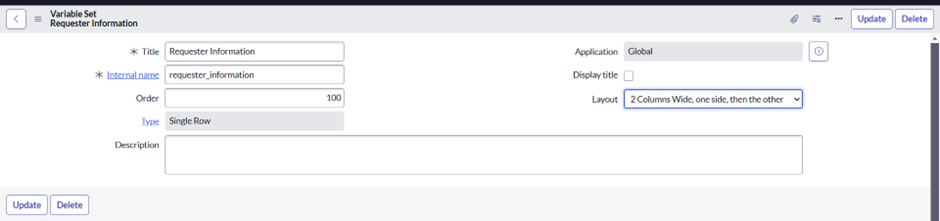 Variable Set
Requester Information
Update Delete
Title Requester Information
Application Global
Internal name requester_information
Display title
Order 100
Layout 2 Columns Wide, one side, then the other
Type Single Row
Description
Update Delete